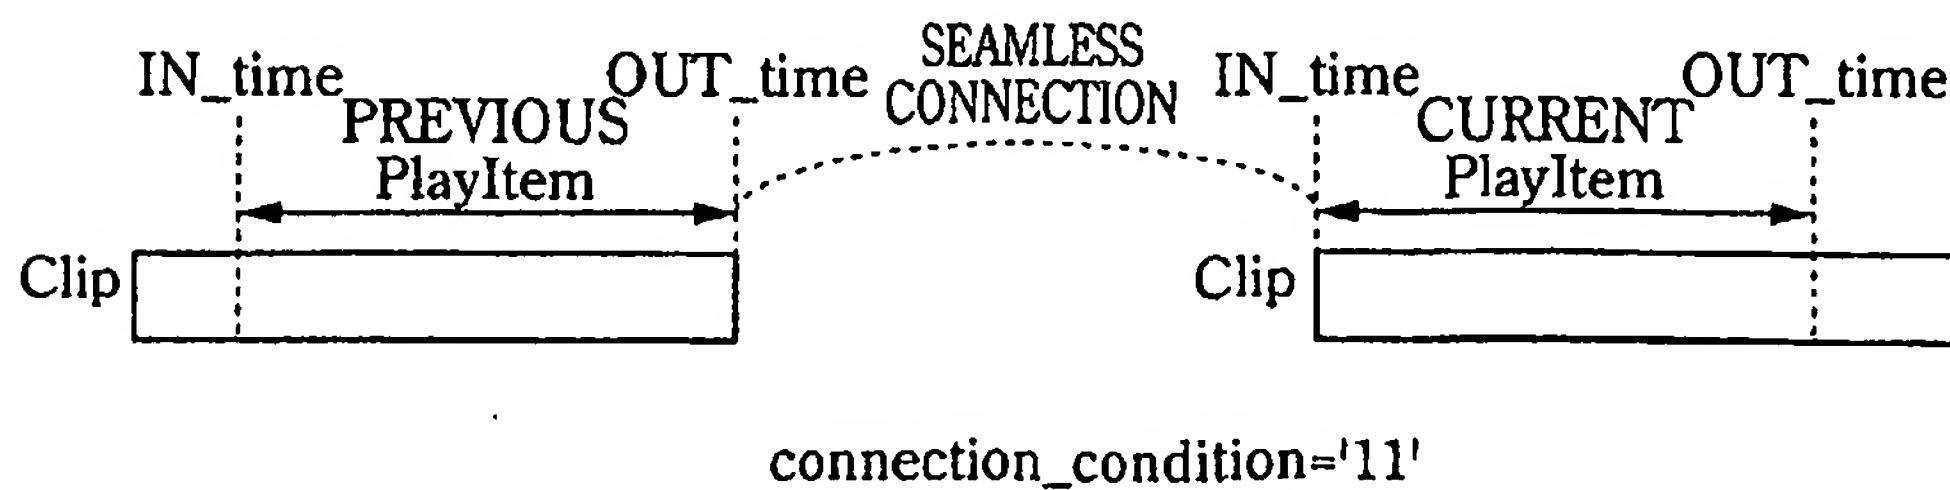 SEAMLESS
CONNECTION
IN_time
OUT_time
IN_time
OUT_time
PREVIOUS
PlayItem
CURRENT
PlayItem
Clip
Clip
connection_condition='11'